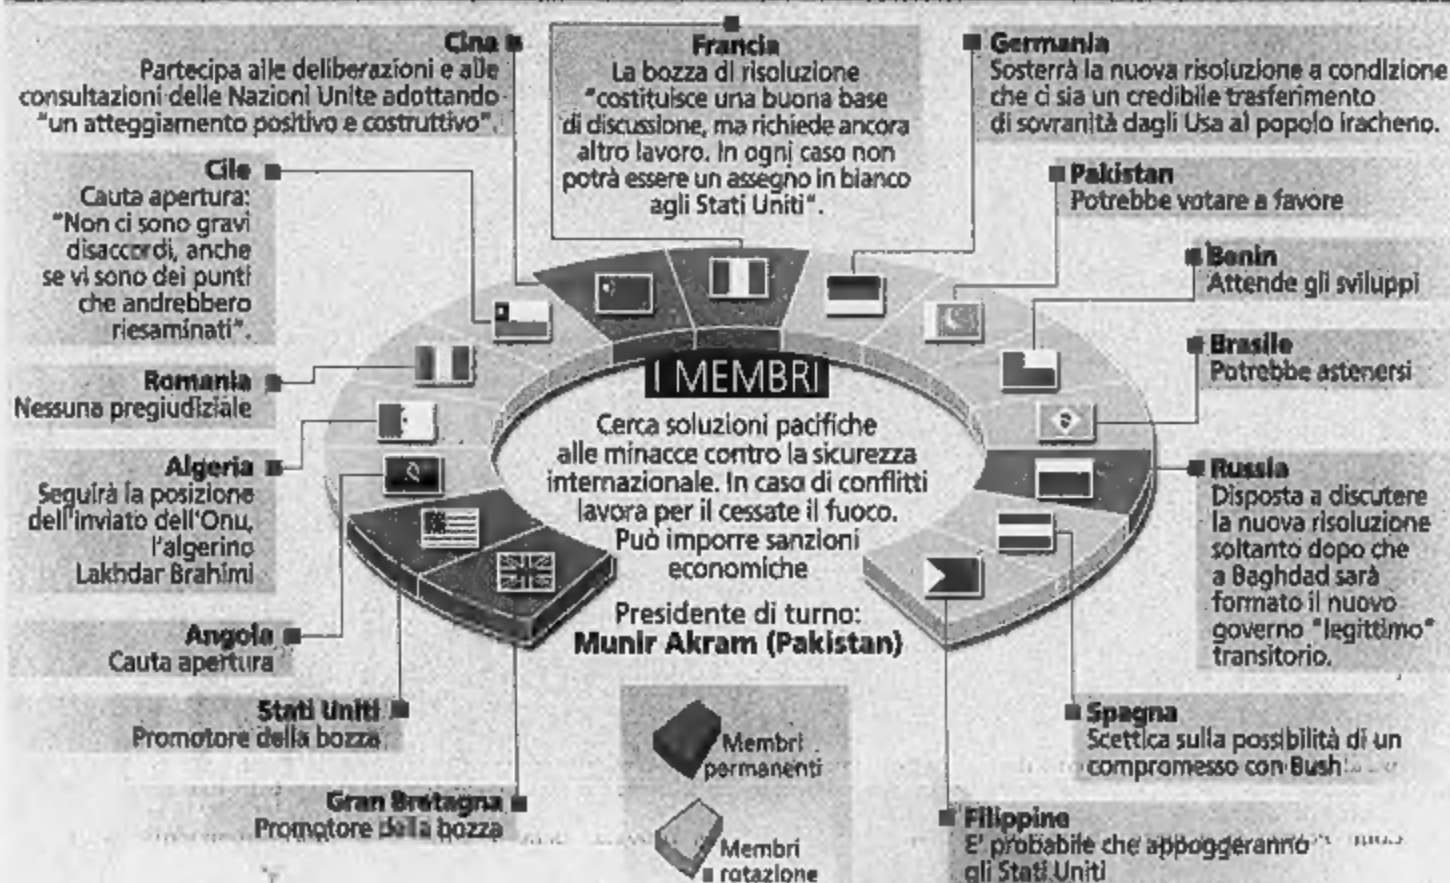 Cina
Partecipa alle deliberazioni e alle
consultazioni delle Nazioni Unite adottando
"un atteggiamento positivo e costruttivo".
Francia
La bozza di risoluzione
"costituisce una buona base
di discussione, ma richiede ancora
altro lavoro. In ogni caso non
potrà essere un assegno in bianco
agli Stati Uniti".
Germania
Sosterrà la nuova risoluzione a condizione
che ci sia un credibile trasferimento
di sovranità dagli Usa al popolo iracheno.
Cile
Cauta apertura:
"Non ci sono gravi
disaccordi, anche
se vi sono dei punti
che andrebbero
riesaminati".
Pakistan
Potrebbe votare a favore
Benin
Attende gli sviluppi
Brasile
Potrebbe astenersi
Romania
Nessuna pregiudiziale
Algeria
Seguirà la posizione
dell'inviato dell'Onu,
l'algerino
Lakhdar Brahimi
I MEMBRI
Cerca soluzioni pacifiche
alle minacce contro la sicurezza
internazionale. In caso di conflitti
lavora per il cessate il fuoco.
Può imporre sanzioni
economiche
Presidente di turno:
Munir Akram (Pakistan)
Russia
Disposta a discutere
la nuova risoluzione
soltanto dopo che
a Baghdad sarà
formato il nuovo
governo "legittimo"
transitorio.
Angola
Cauta apertura
Stati Uniti
Promotore della bozza
Gran Bretagna
Promotore della bozza
Membri
permanenti
Membri
a rotazione
Spagna
Scettica sulla possibilità di un
compromesso con Bush
Filippine
E' probabile che appoggeranno
gli Stati Uniti